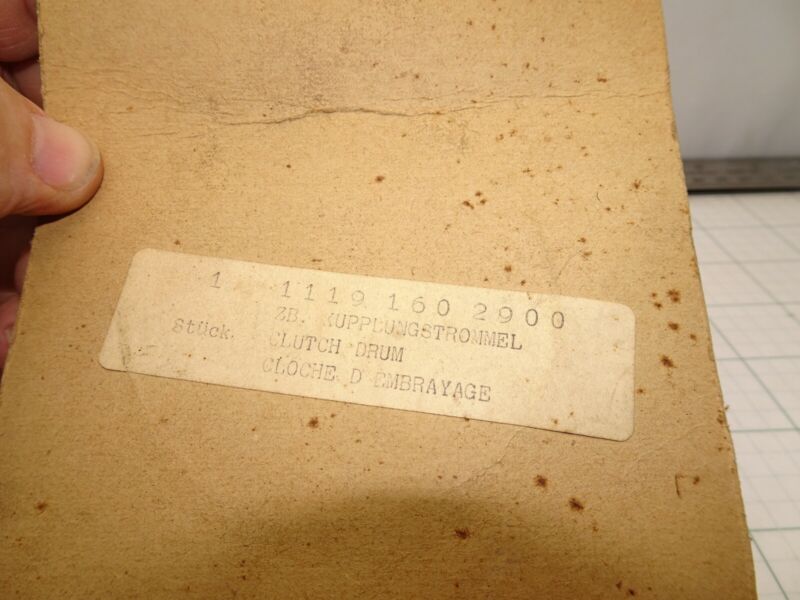 1 1119 160 2900
ZB. KUPPLUNGSTROMMEL
Stück. CLUTCH DRUM
CLOCHE D EMBRAYAGE